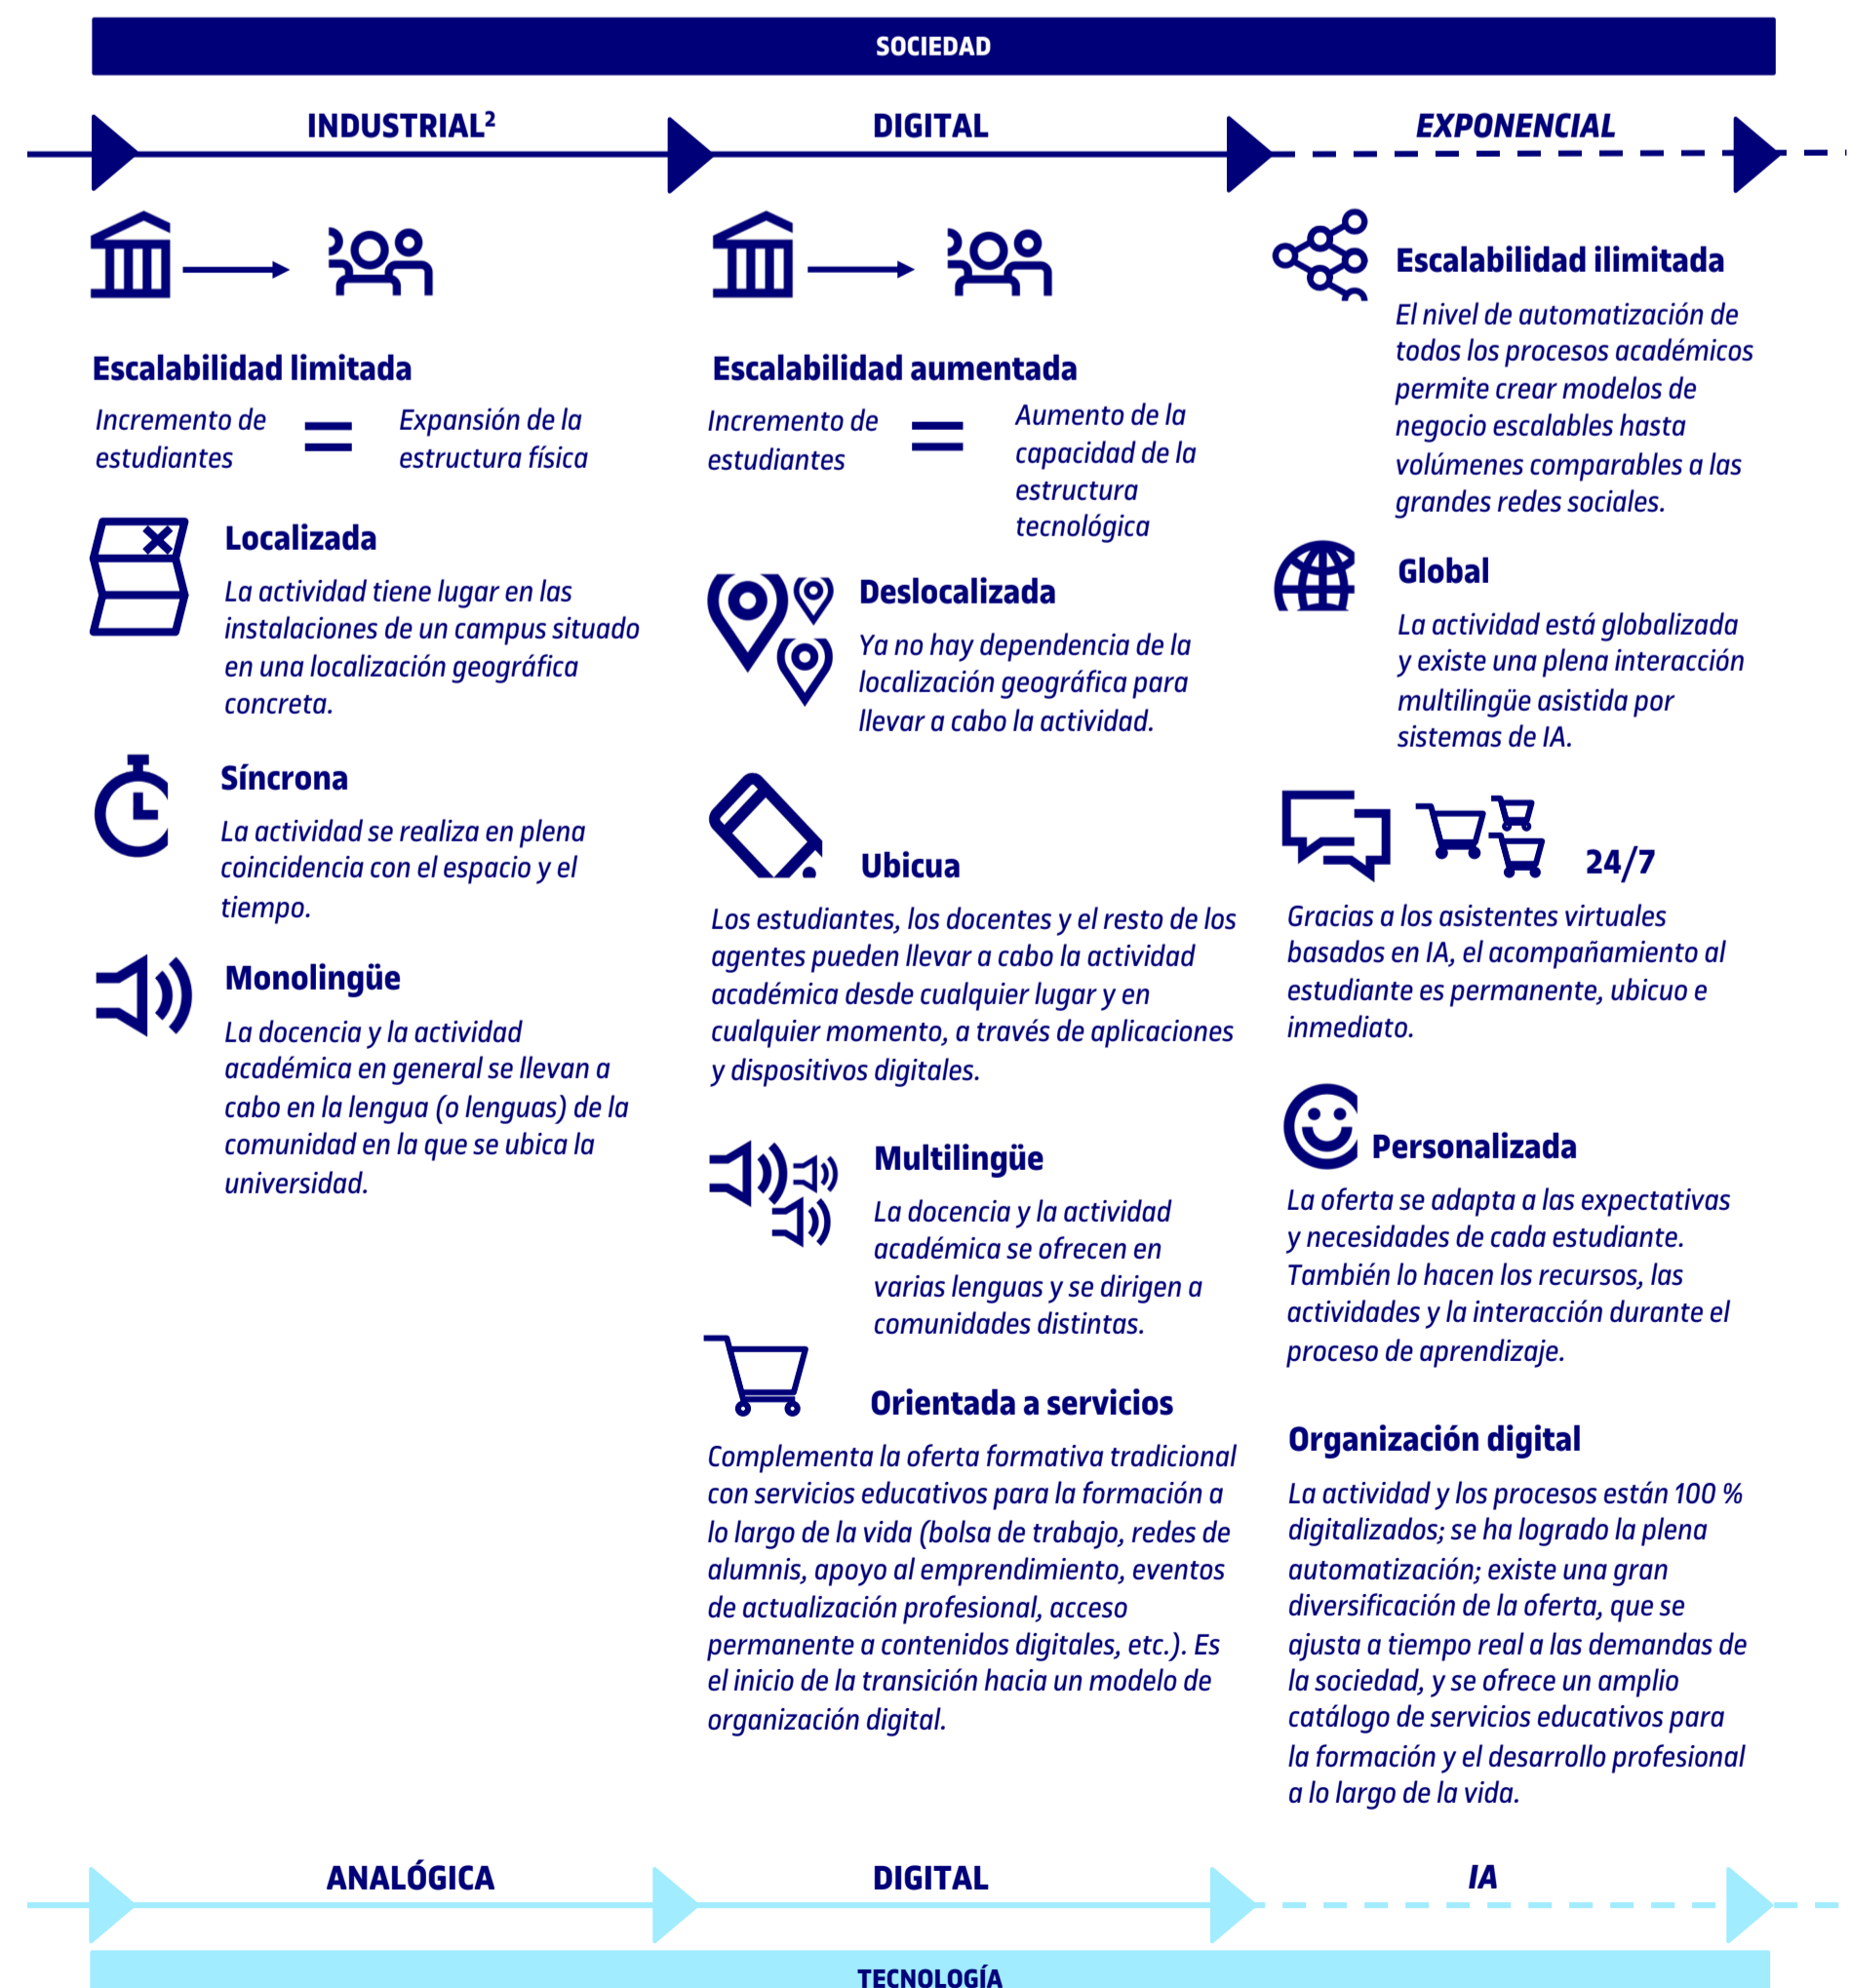 SOCIEDAD
INDUSTRIAL²
DIGITAL
EXPONENCIAL
Escalabilidad limitada
Incremento de
estudiantes
=
Expansión de la
estructura física
Localizada
La actividad tiene lugar en las
instalaciones de un campus situado
en una localización geográfica
concreta.
Síncrona
La actividad se realiza en plena
coincidencia con el espacio y el
tiempo.
Monolingüe
La docencia y la actividad
académica en general se llevan a
cabo en la lengua (o lenguas) de la
comunidad en la que se ubica la
universidad.
Escalabilidad aumentada
Incremento de
estudiantes
=
Aumento de la
capacidad de la
estructura
tecnológica
Deslocalizada
Ya no hay dependencia de la
localización geográfica para
llevar a cabo la actividad.
Ubicua
Los estudiantes, los docentes y el resto de los
agentes pueden llevar a cabo la actividad
académica desde cualquier lugar y en
cualquier momento, a través de aplicaciones
y dispositivos digitales.
Multilingüe
La docencia y la actividad
académica se ofrecen en
varias lenguas y se dirigen a
comunidades distintas.
Orientada a servicios
Complementa la oferta formativa tradicional
con servicios educativos para la formación a
lo largo de la vida (bolsa de trabajo, redes de
alumnis, apoyo al emprendimiento, eventos
de actualización profesional, acceso
permanente a contenidos digitales, etc.). Es
el inicio de la transición hacia un modelo de
organización digital.
Escalabilidad ilimitada
El nivel de automatización de
todos los procesos académicos
permite crear modelos de
negocio escalables hasta
volúmenes comparables a las
grandes redes sociales.
Global
La actividad está globalizada
y existe una plena interacción
multilingüe asistida por
sistemas de IA.
24/7
Gracias a los asistentes virtuales
basados en IA, el acompañamiento al
estudiante es permanente, ubicuo e
inmediato.
Personalizada
La oferta se adapta a las expectativas
y necesidades de cada estudiante.
También lo hacen los recursos, las
actividades y la interacción durante el
proceso de aprendizaje.
Organización digital
La actividad y los procesos están 100 %
digitalizados; se ha logrado la plena
automatización; existe una gran
diversificación de la oferta, que se
ajusta a tiempo real a las demandas de
la sociedad, y se ofrece un amplio
catálogo de servicios educativos para
la formación y el desarrollo profesional
a lo largo de la vida.
ANALÓGICA
DIGITAL
IA
TECNOLOGÍA